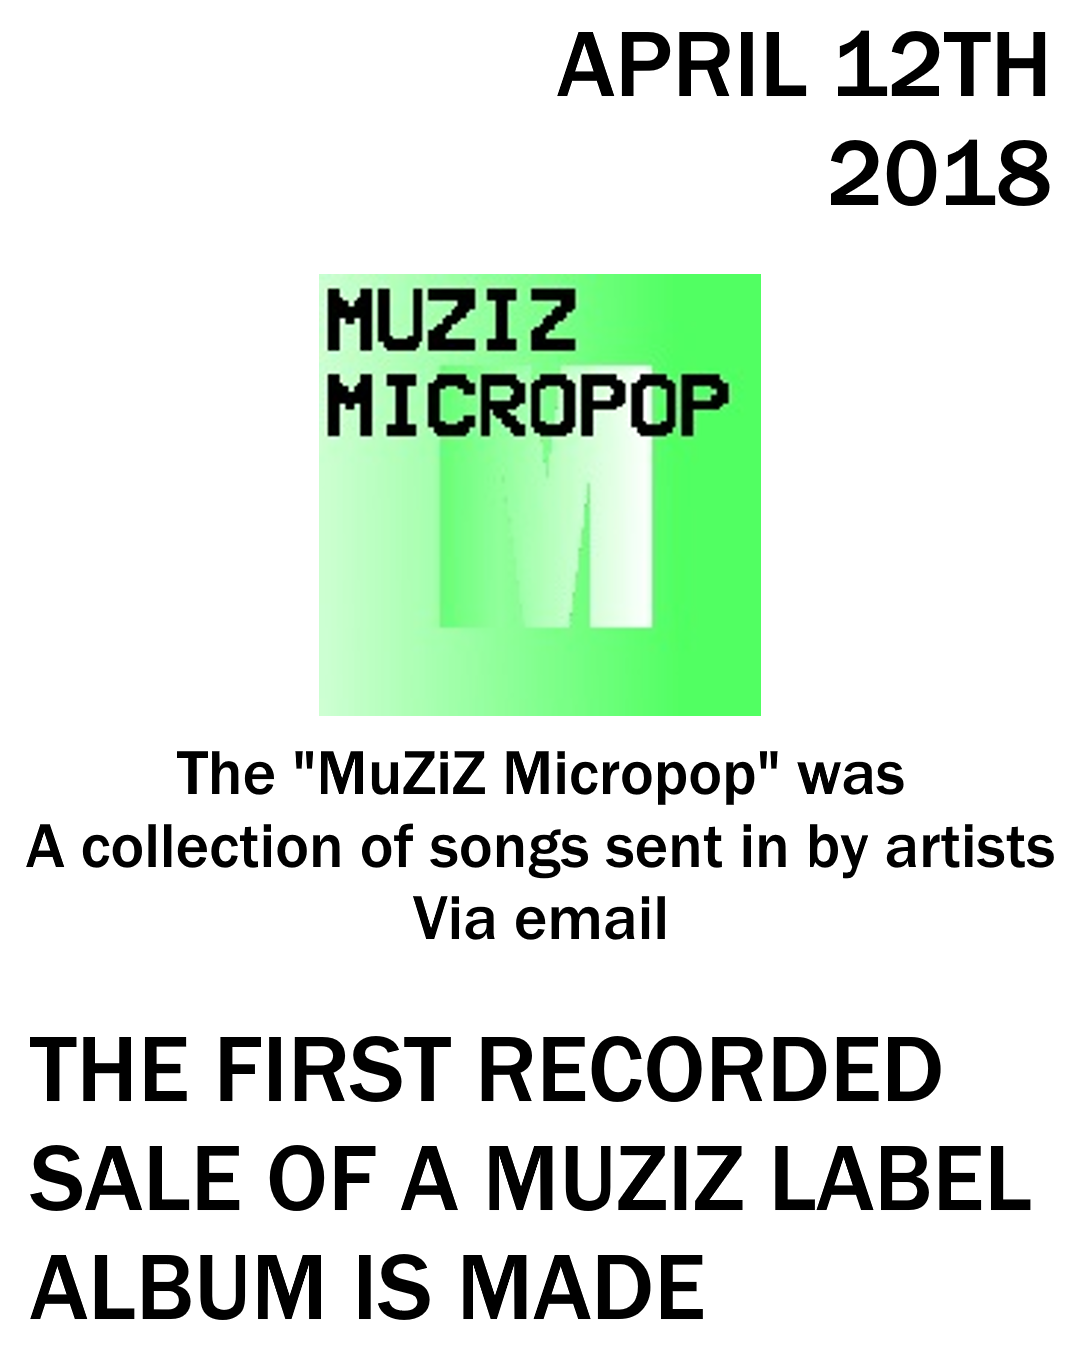 APRIL 12TH
2018
MUZIZ
MICROPOP
M
The "MuZiZ Micropop" was
A collection of songs sent in by artists
Via email
THE FIRST RECORDED
SALE OF A MUZIZ LABEL
ALBUM IS MADE